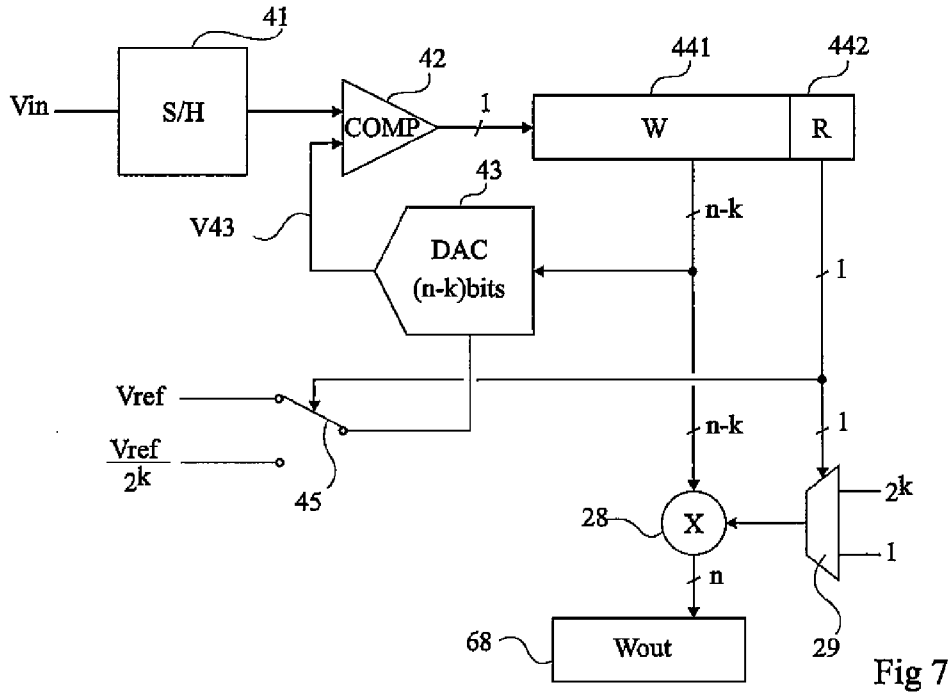 41
42
441
442
Vin
S/H
COMP
1
W
R
43
V43
DAC
(n-k)bits
n-k
1
Vref
Vref
2k
45
n-k
1
28
X
2k
1
n
29
68
Wout
Fig 7